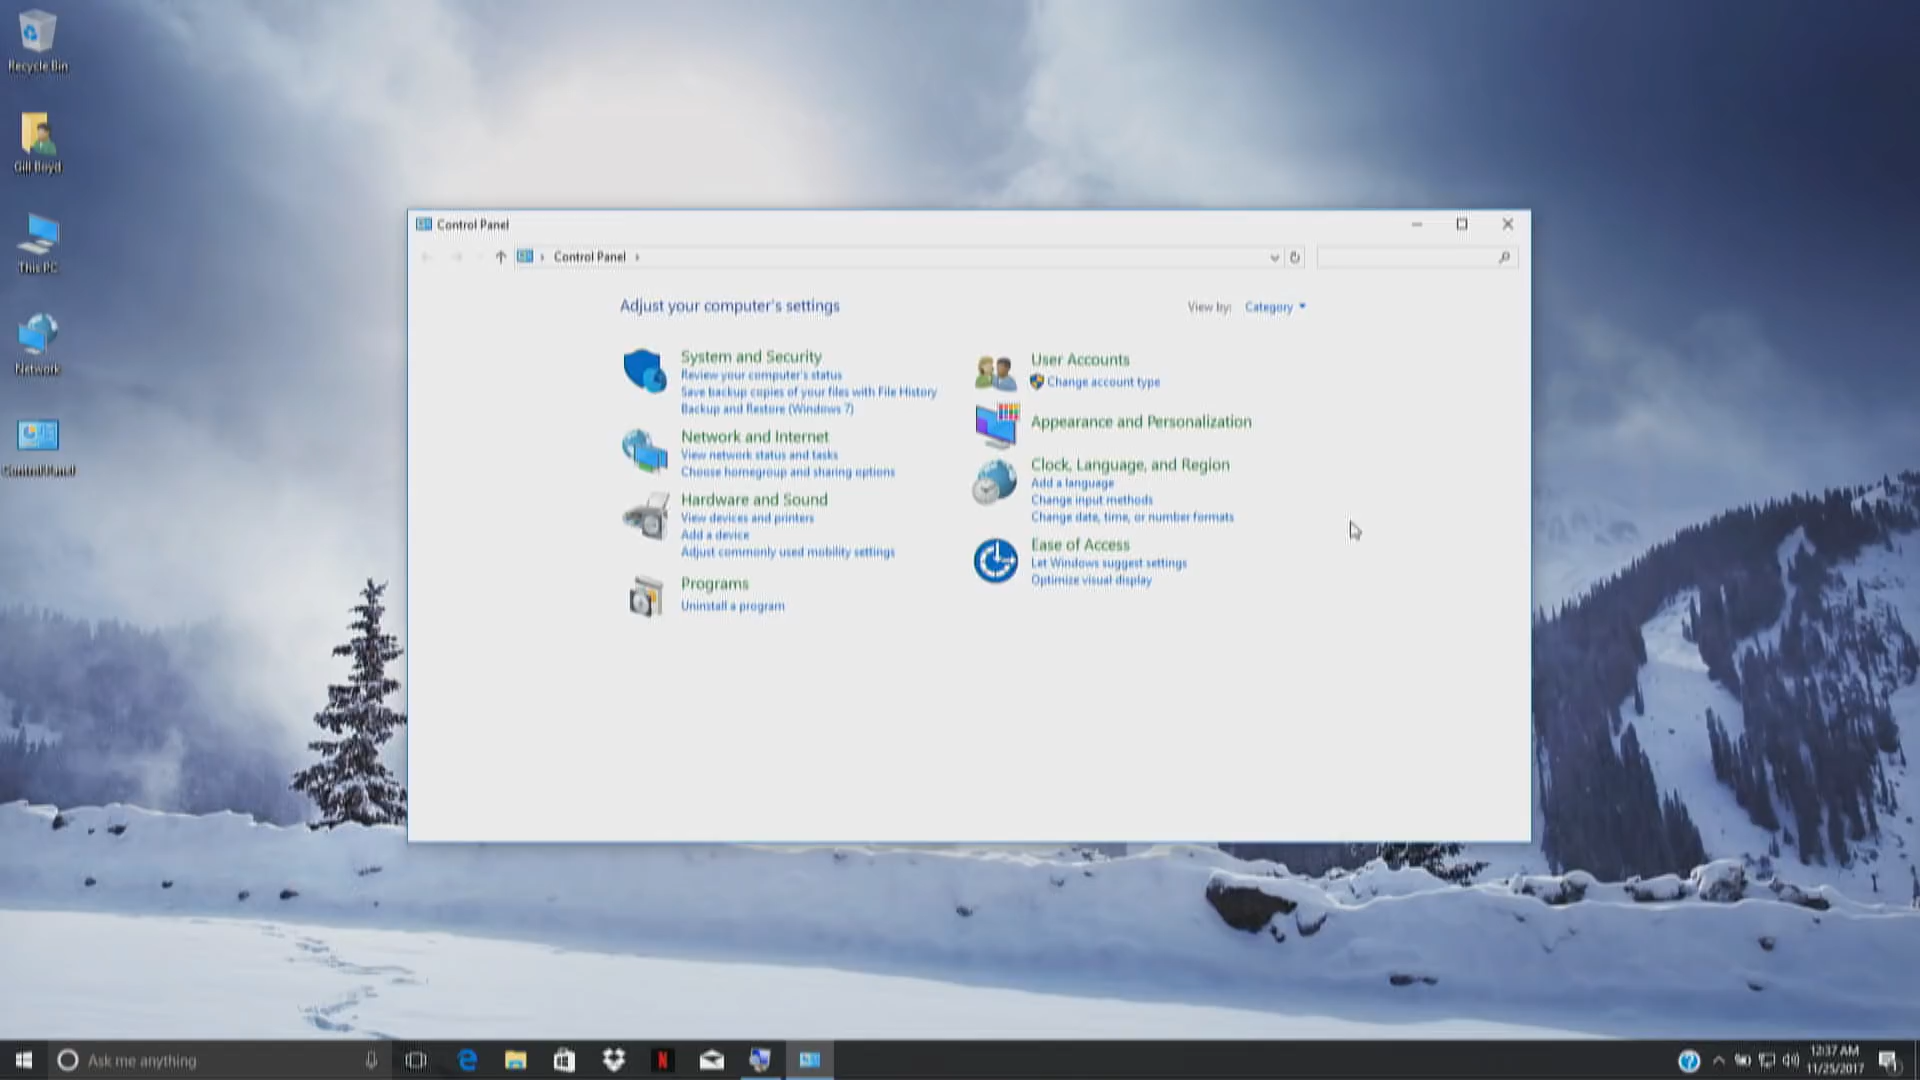 Recycle Bin
Gill Boyd
This PC
Network
Control Panel
Control Panel
Control Panel
Adjust your computer's settings
View by: Category
System and Security
Review your computer's status
Save backup copies of your files with File History
Backup and Restore (Windows 7)
Network and Internet
View network status and tasks
Choose homegroup and sharing options
Hardware and Sound
View devices and printers
Add a device
Adjust commonly used mobility settings
Programs
Uninstall a program
User Accounts
Change account type
Appearance and Personalization
Clock, Language, and Region
Add a language
Change input methods
Change date, time, or number formats
Ease of Access
Let Windows suggest settings
Optimize visual display
Ask me anything
N
12:37 AM
11/25/2017